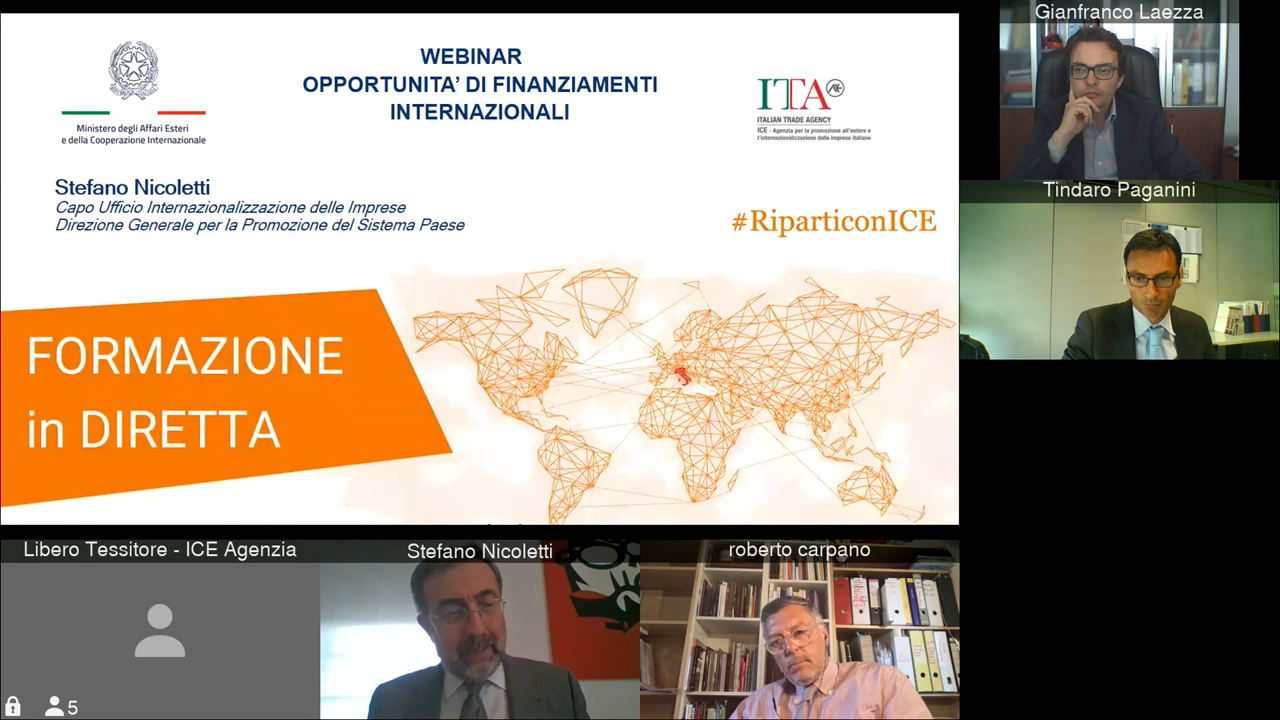 WEBINAR
OPPORTUNITA’ DI FINANZIAMENTI
INTERNAZIONALI
Ministero degli Affari Esteri
e della Cooperazione Internazionale
ITA
ITALIAN TRADE AGENCY
ICE - Agenzia per la promozione all'estero e
l'internazionalizzazione delle imprese italiane
Stefano Nicoletti
Capo Ufficio Internazionalizzazione delle Imprese
Direzione Generale per la Promozione del Sistema Paese
#RiparticonICE
FORMAZIONE
in DIRETTA
Gianfranco Laezza
Tindaro Paganini
Libero Tessitore - ICE Agenzia
Stefano Nicoletti
roberto carpano
5